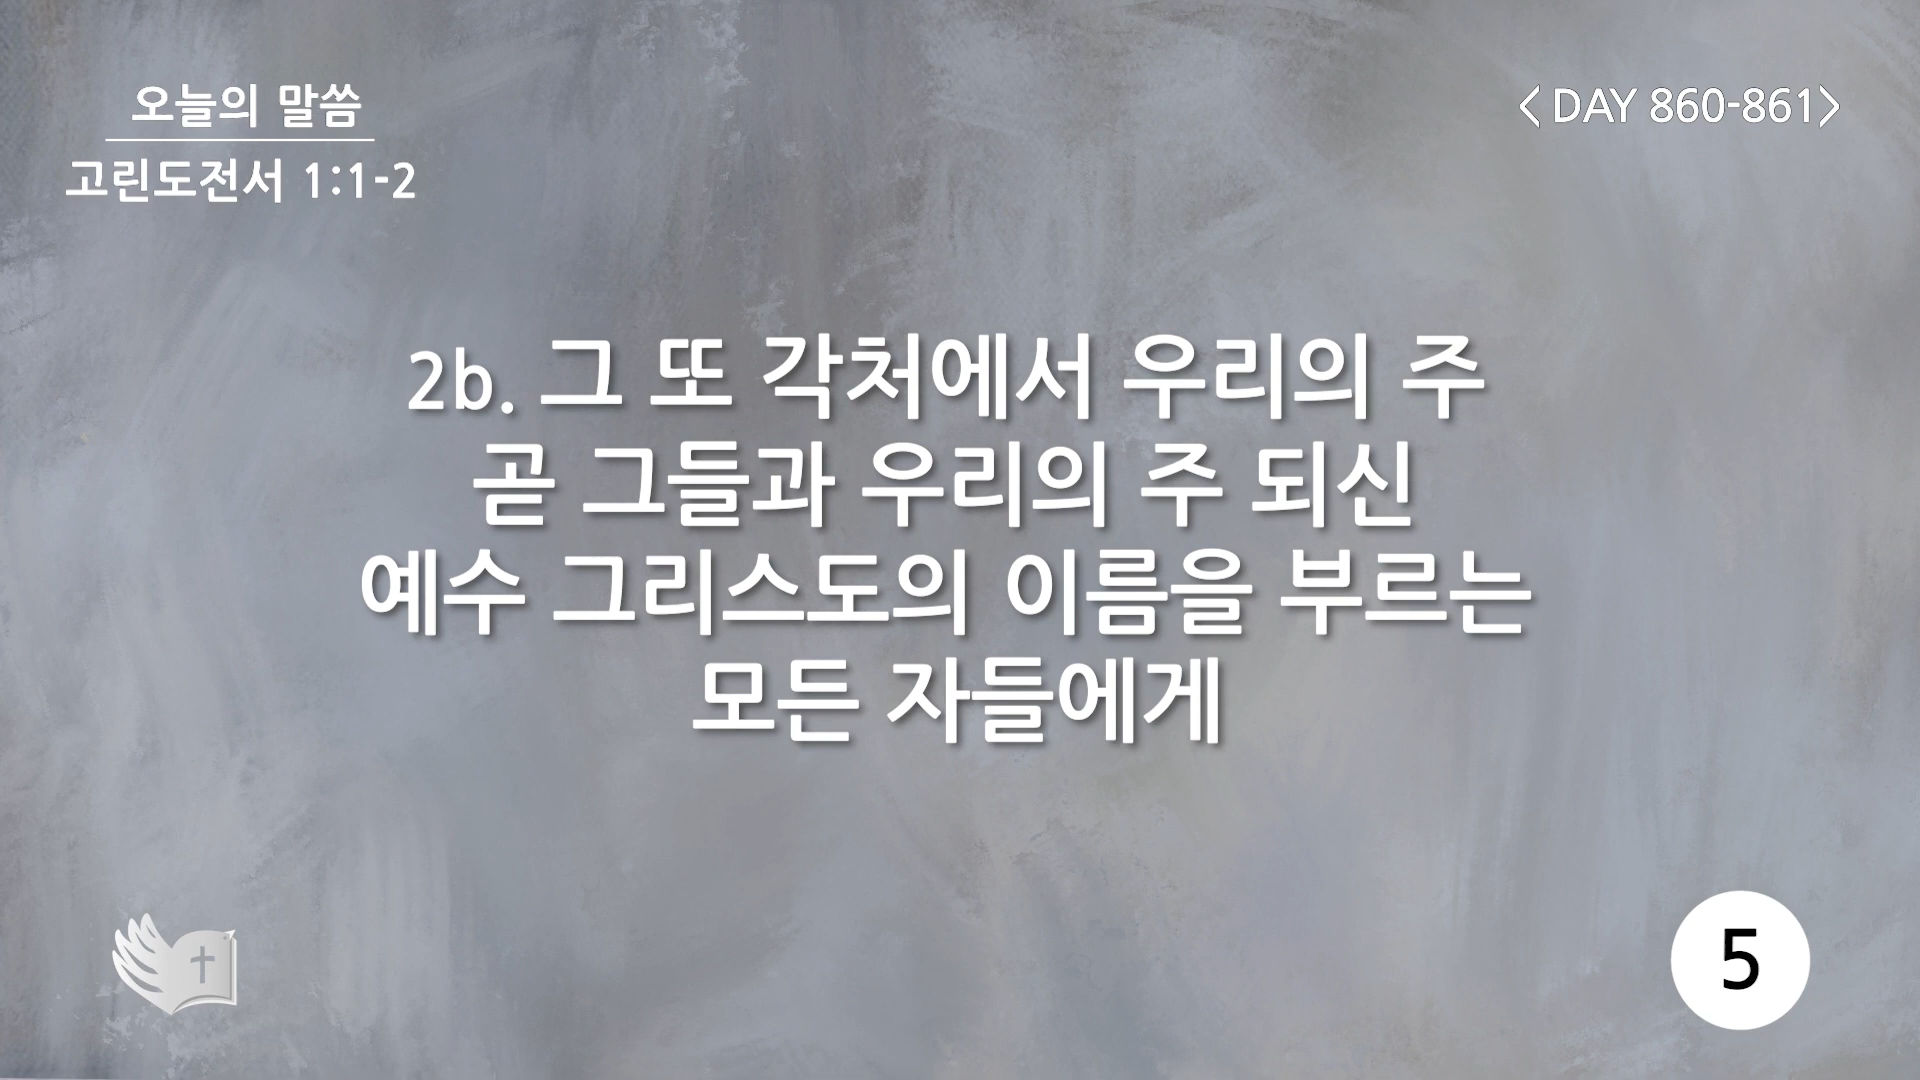 오늘의 말씀
고린도전서 1:1-2
<DAY 860-861>
2b. 그 또 각처에서 우리의 주
곧 그들과 우리의 주 되신
예수 그리스도의 이름을 부르는
모든 자들에게
5